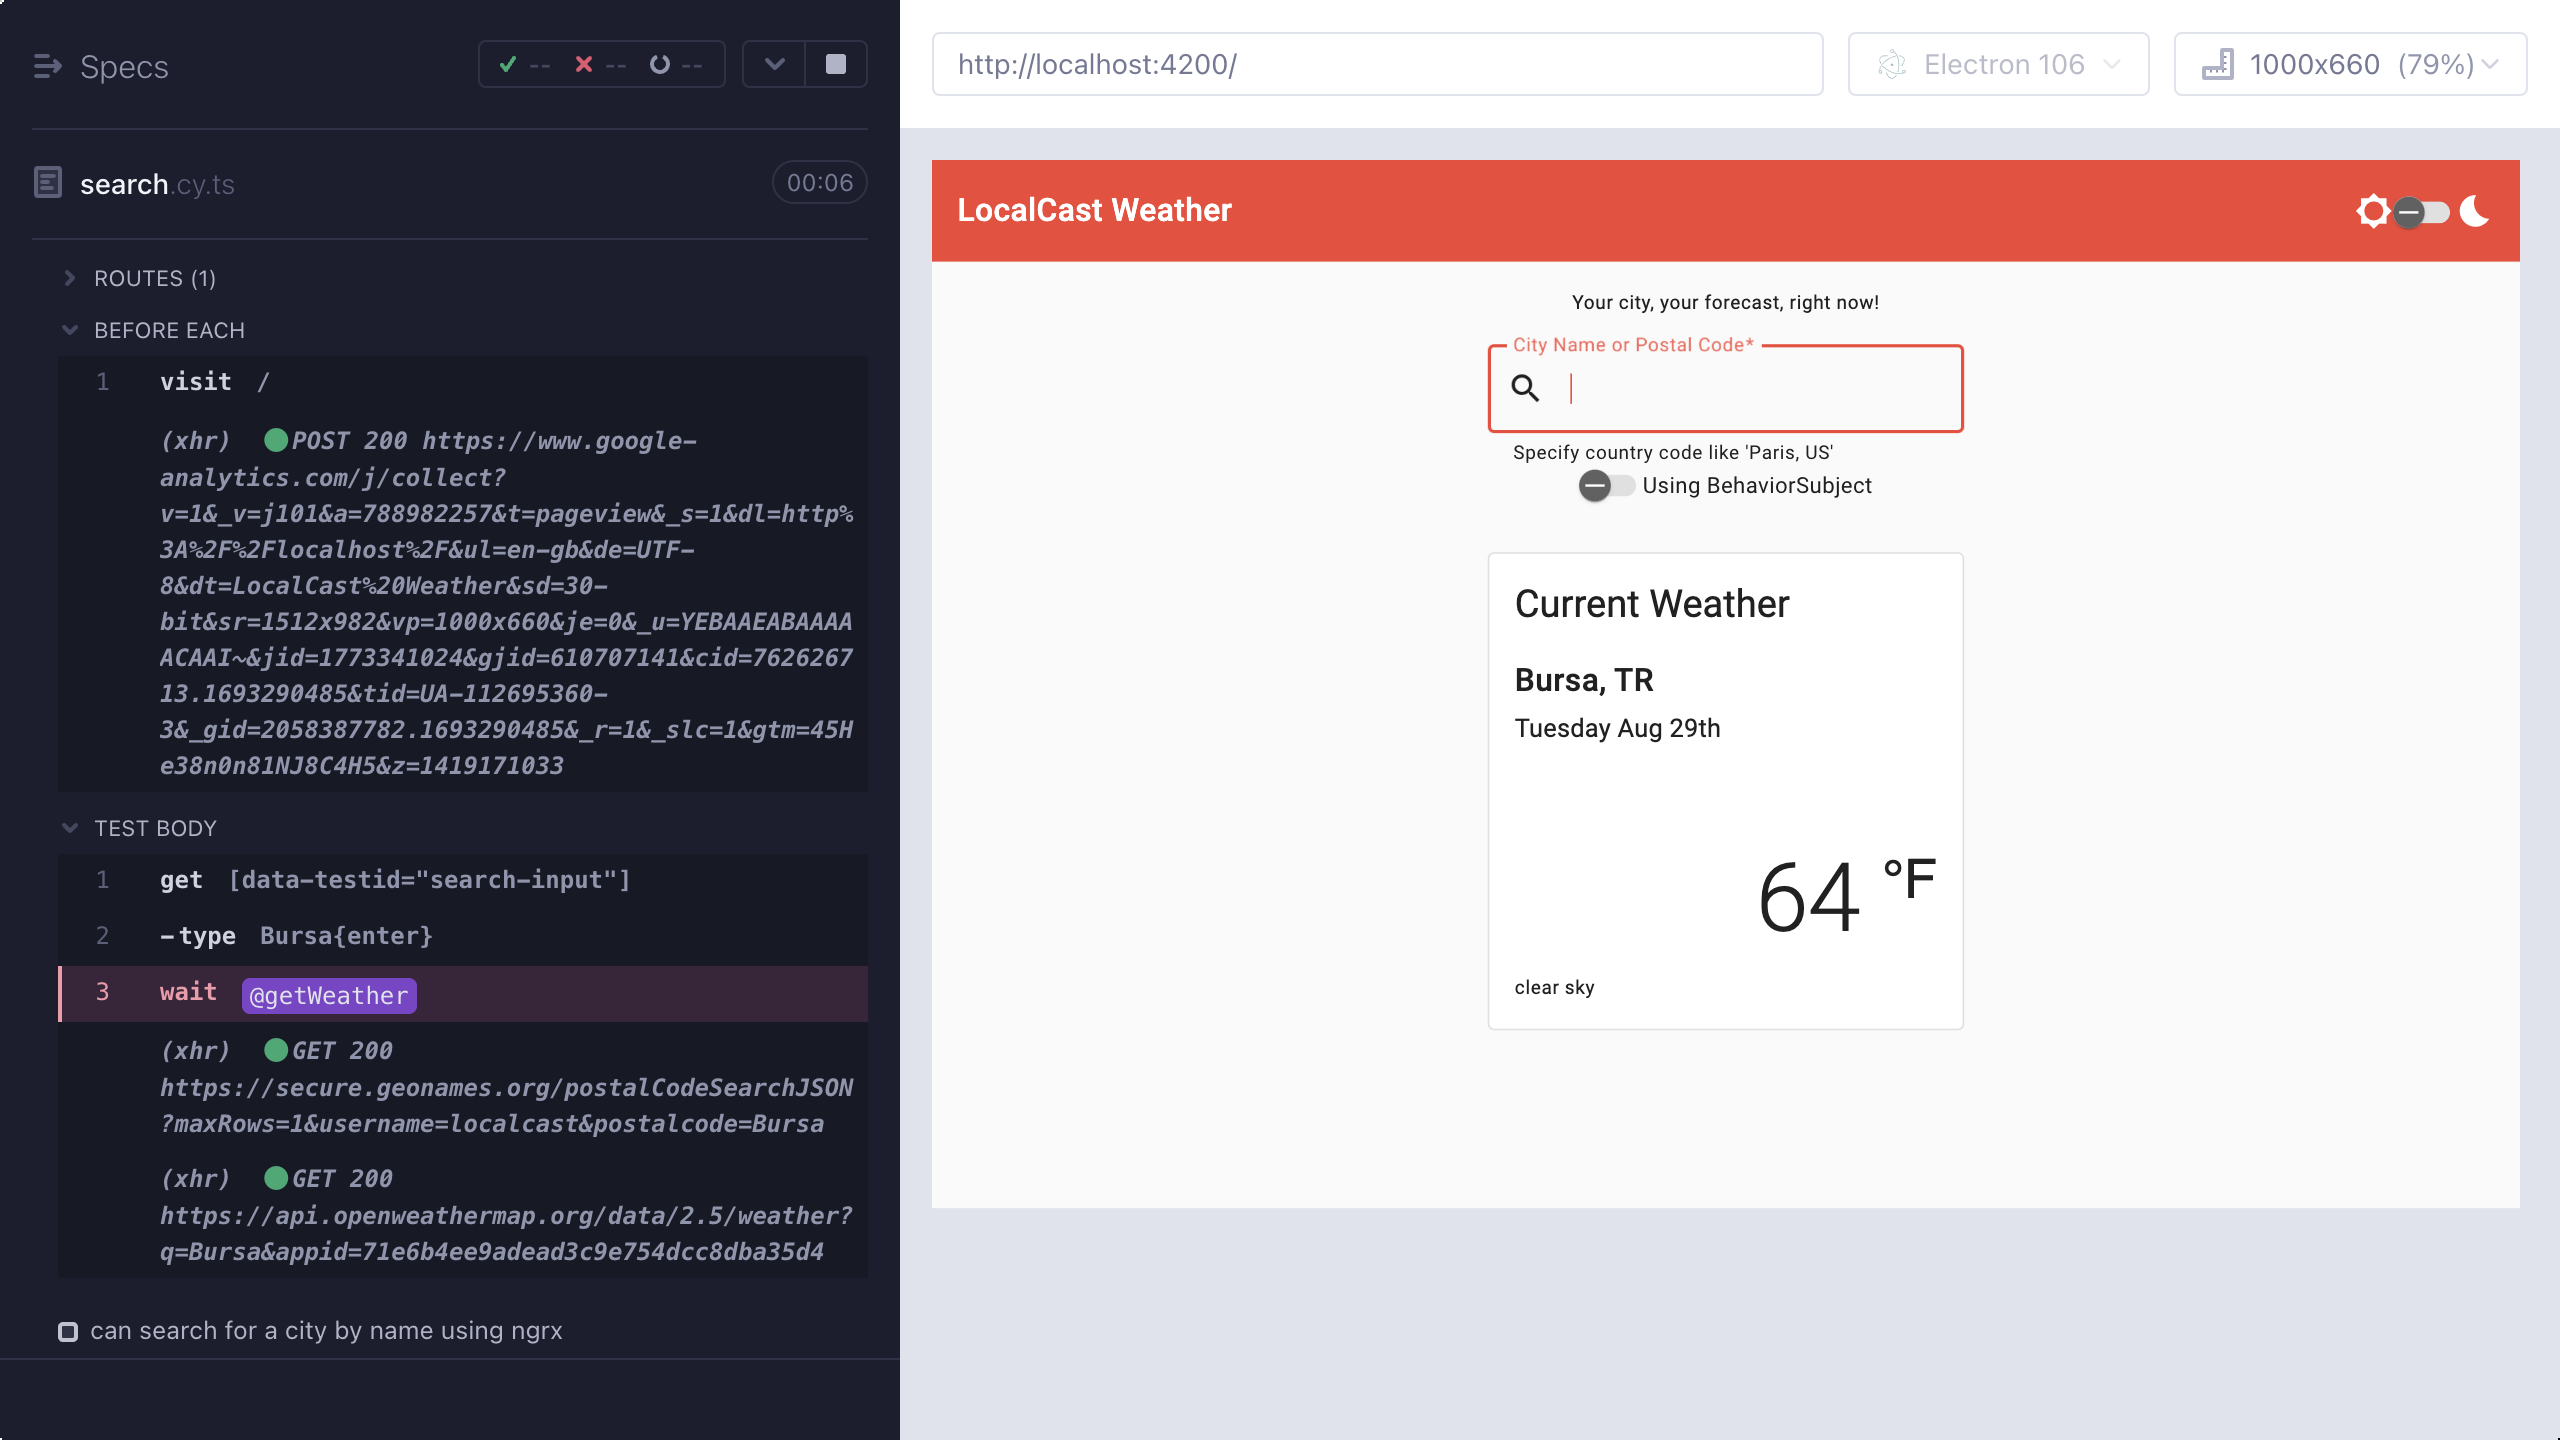 Specs
-- -- --
search.cy.ts
00:06
ROUTES (1)
BEFORE EACH
1 visit /
(xhr) POST 200 https://www.google-
analytics.com/j/collect?
v=1&_v=j101&a=788982257&t=pageview&_s=1&dl=http%
3A%2F%2Flocalhost%2F&ul=en-gb&de=UTF-
8&dt=LocalCast%20Weather&sd=30-
bit&sr=1512x982&vp=1000x660&je=0&_u=YEBAAEABAAAA
ACAAI~&jid=1773341024&gjid=610707141&cid=7626267
13.1693290485&tid=UA-112695360-
3&_gid=2058387782.1693290485&_r=1&_slc=1&gtm=45H
e38n0n81NJ8C4H5&z=1419171033
TEST BODY
1 get [data-testid="search-input"]
2 -type Bursa{enter}
3 wait @getWeather
(xhr) GET 200
https://secure.geonames.org/postalCodeSearchJSON
?maxRows=1&username=localcast&postalcode=Bursa
(xhr) GET 200
https://api.openweathermap.org/data/2.5/weather?
q=Bursa&appid=71e6b4ee9adead3c9e754dcc8dba35d4
can search for a city by name using ngrx
http://localhost:4200/
Electron 106
1000x660 (79%)
LocalCast Weather
Your city, your forecast, right now!
City Name or Postal Code*
Specify country code like 'Paris, US'
Using BehaviorSubject
Current Weather
Bursa, TR
Tuesday Aug 29th
64 °F
clear sky